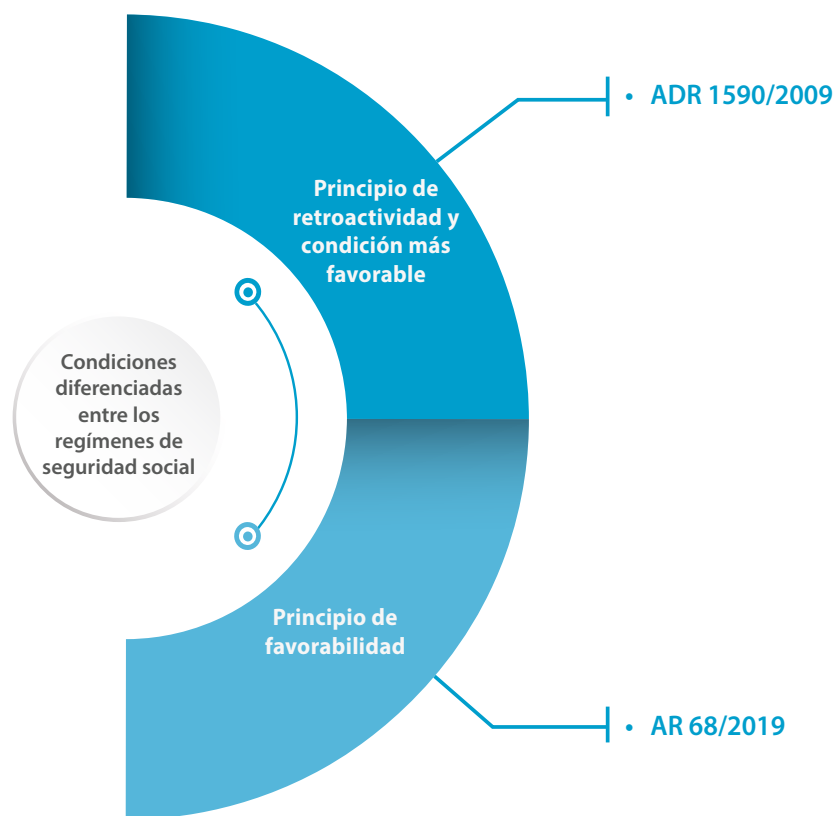 Condiciones
diferenciadas
entre los
regímenes de
seguridad social
Principio de
retroactividad y
condición más
favorable
• ADR 1590/2009
Principio de
favorabilidad
• AR 68/2019